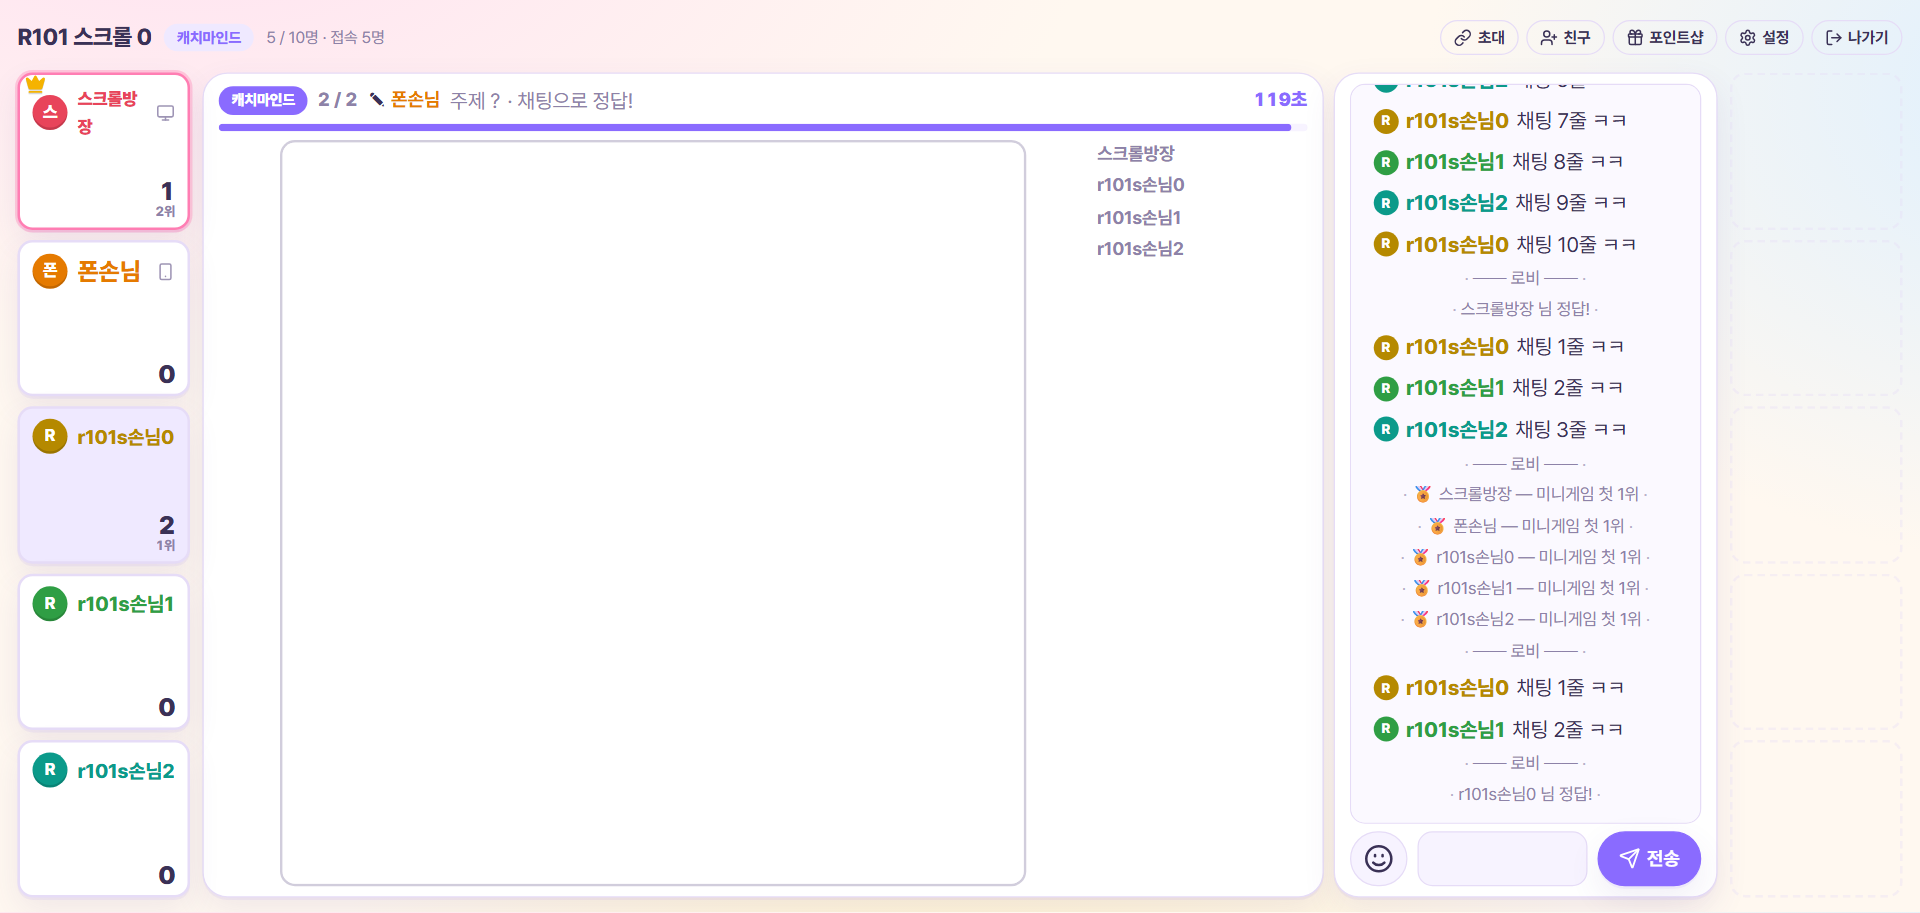 R101 스크롤 0 캐치마인드 5 / 10명 · 접속 5명
초대 친구 포인트샵 설정 나가기
스 스크롤방장
1
2위
폰 폰손님
0
R r101s손님0
2
1위
R r101s손님1
0
R r101s손님2
0
캐치마인드 2 / 2 폰손님 주제 ? · 채팅으로 정답! 119초
스크롤방장
r101s손님0
r101s손님1
r101s손님2
R r101s손님0 채팅 7줄 ㅋㅋ
R r101s손님1 채팅 8줄 ㅋㅋ
R r101s손님2 채팅 9줄 ㅋㅋ
R r101s손님0 채팅 10줄 ㅋㅋ
· —— 로비 —— ·
· 스크롤방장 님 정답! ·
R r101s손님0 채팅 1줄 ㅋㅋ
R r101s손님1 채팅 2줄 ㅋㅋ
R r101s손님2 채팅 3줄 ㅋㅋ
· —— 로비 —— ·
· 🏅 스크롤방장 — 미니게임 첫 1위 ·
· 🏅 폰손님 — 미니게임 첫 1위 ·
· 🏅 r101s손님0 — 미니게임 첫 1위 ·
· 🏅 r101s손님1 — 미니게임 첫 1위 ·
· 🏅 r101s손님2 — 미니게임 첫 1위 ·
· —— 로비 —— ·
R r101s손님0 채팅 1줄 ㅋㅋ
R r101s손님1 채팅 2줄 ㅋㅋ
· —— 로비 —— ·
· r101s손님0 님 정답! ·
전송